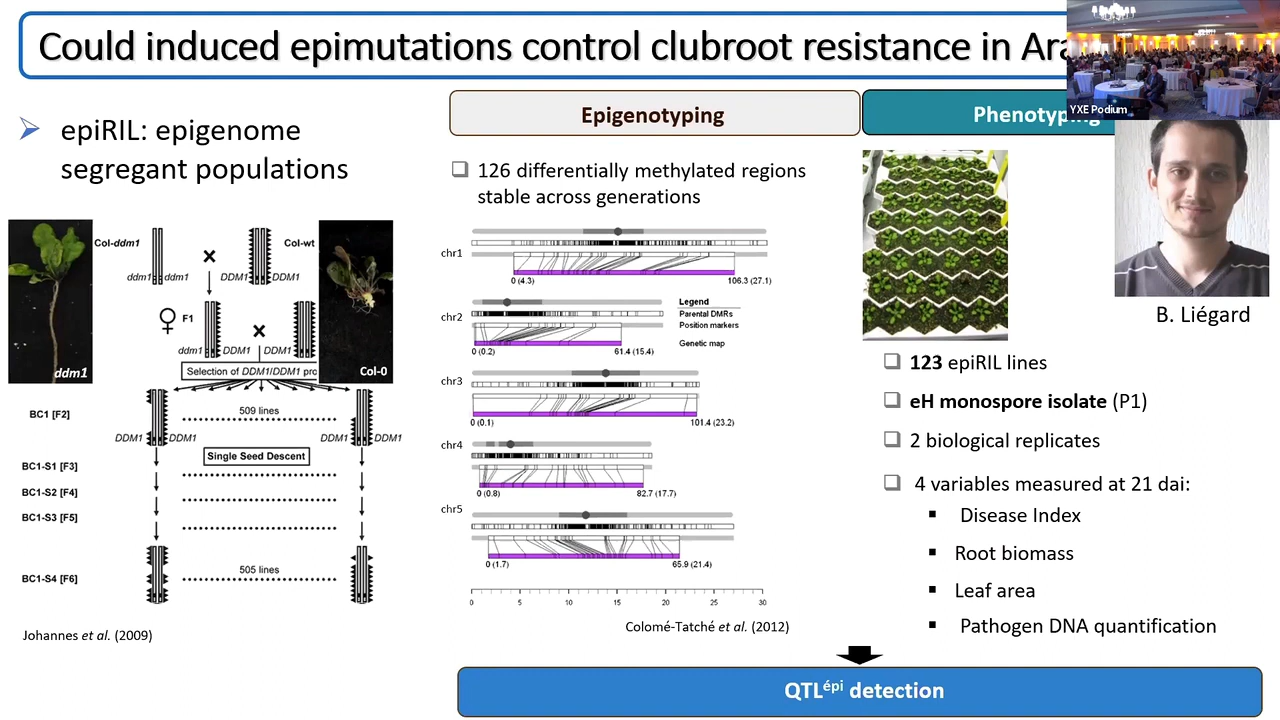 Could induced epimutations control clubroot resistance in Ara
YXE Podium
epiRIL: epigenome
segregant populations
Epigenotyping
Phenotyping
126 differentially methylated regions
stable across generations
Col-ddm1
Col-wt
ddm1 ddm1
DDM1 DDM1
F1
ddm1 DDM1
DDM1
Selection of DDM1/DDM1 pro
ddm1
Col-0
BC1 [F2]
509 lines
DDM1 DDM1
DDM1 DDM1
Single Seed Descent
BC1-S1 [F3]
BC1-S2 [F4]
BC1-S3 [F5]
BC1-S4 [F6]
505 lines
Johannes et al. (2009)
chr1
0 (4.3) 106.3 (27.1)
chr2
0 (0.2) 61.4 (15.4)
Legend
Parental DMRs
Position markers
Genetic map
chr3
0 (0.1) 101.4 (23.2)
chr4
0 (0.8) 82.7 (17.7)
chr5
0 (1.7) 65.9 (21.4)
0 5 10 15 20 25 30
Colomé-Tatché et al. (2012)
B. Liégard
123 epiRIL lines
eH monospore isolate (P1)
2 biological replicates
4 variables measured at 21 dai:
Disease Index
Root biomass
Leaf area
Pathogen DNA quantification
QTLépi detection